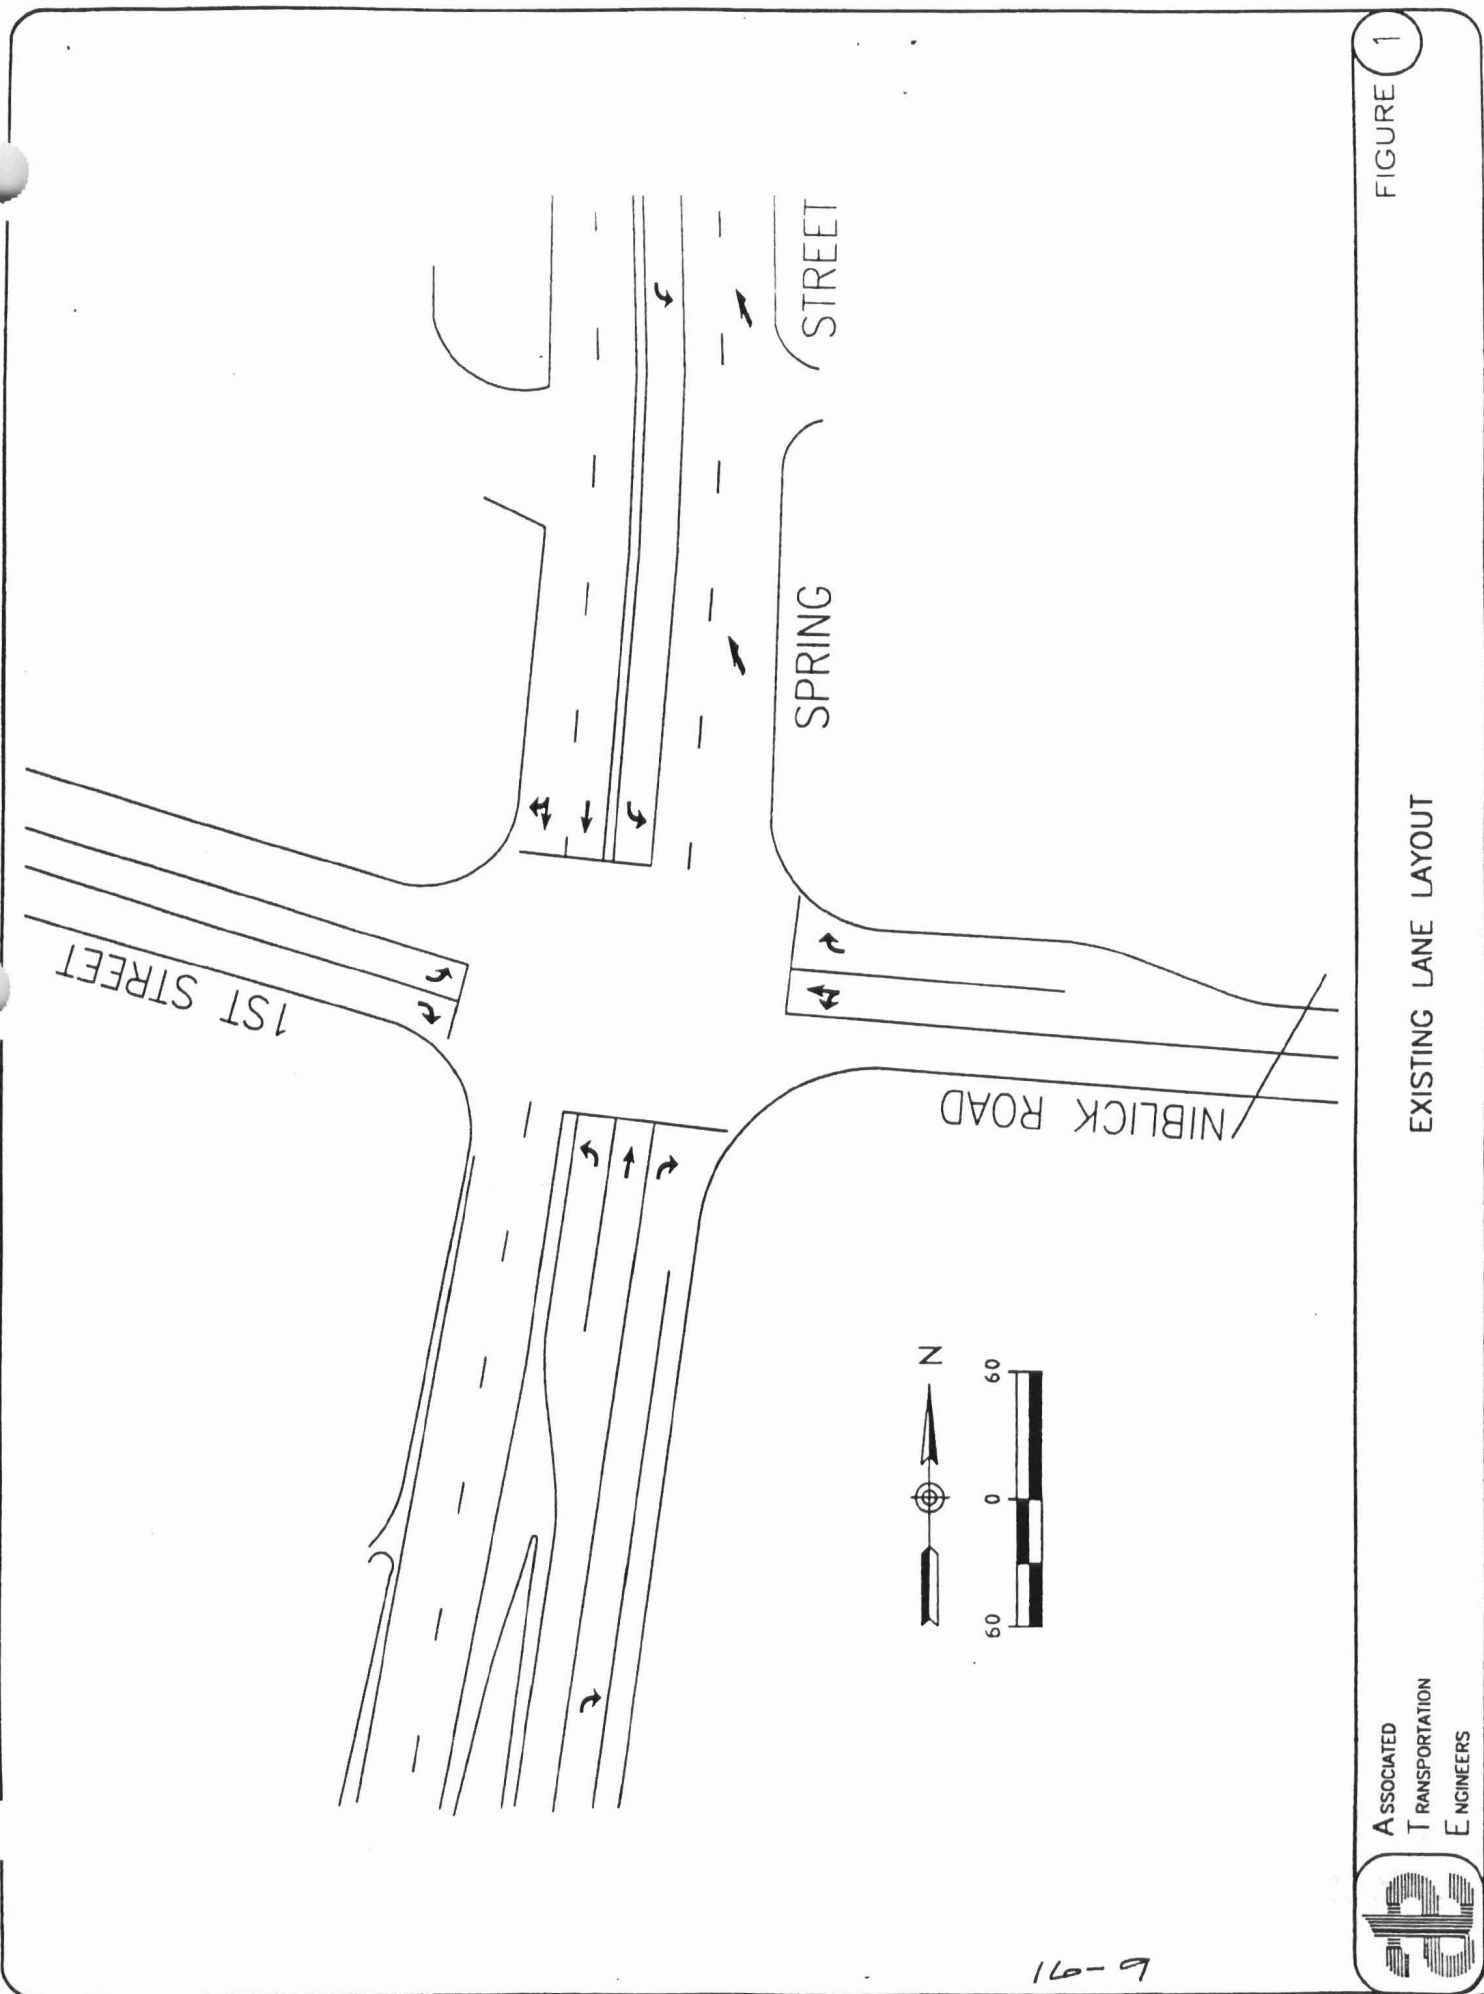 1ST STREET
SPRING STREET
NIBLICK ROAD
N
60 0 60
ASSOCIATED
TRANSPORTATION
ENGINEERS
EXISTING LANE LAYOUT
FIGURE 1
16-9